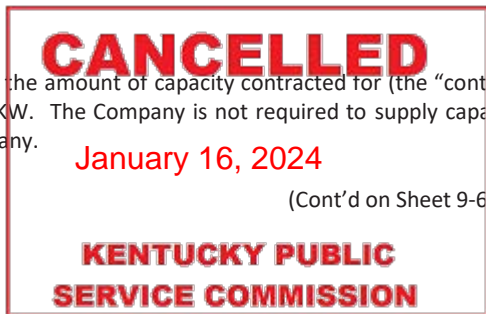 CANCELLED
the amount of capacity contracted for (the “cont
KW. The Company is not required to supply capa
any.
January 16, 2024
(Cont’d on Sheet 9-6
KENTUCKY PUBLIC
SERVICE COMMISSION